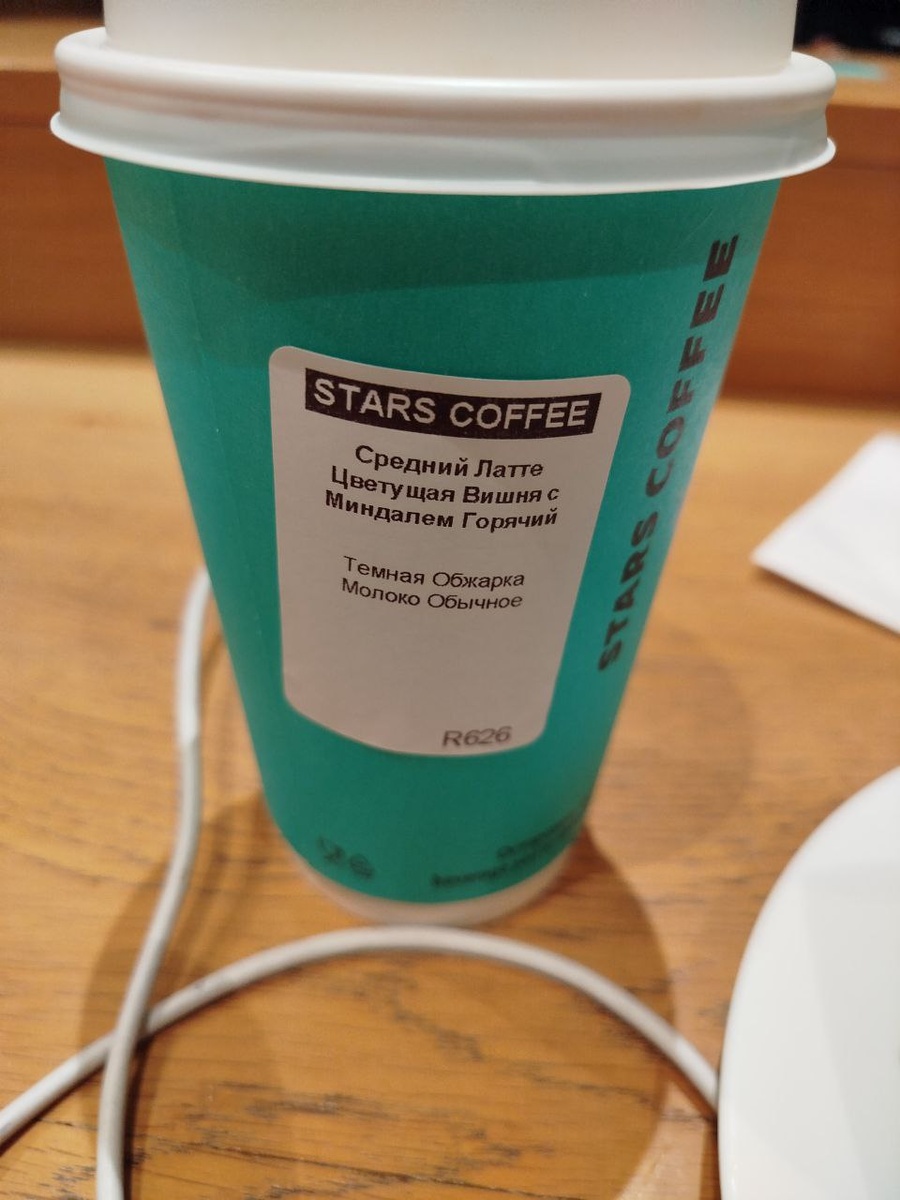 STARS COFFEE
Средний Латте
Цветущая Вишня с
Миндалем Горячий
Темная Обжарка
Молоко Обычное
R626
STARS COFFEE